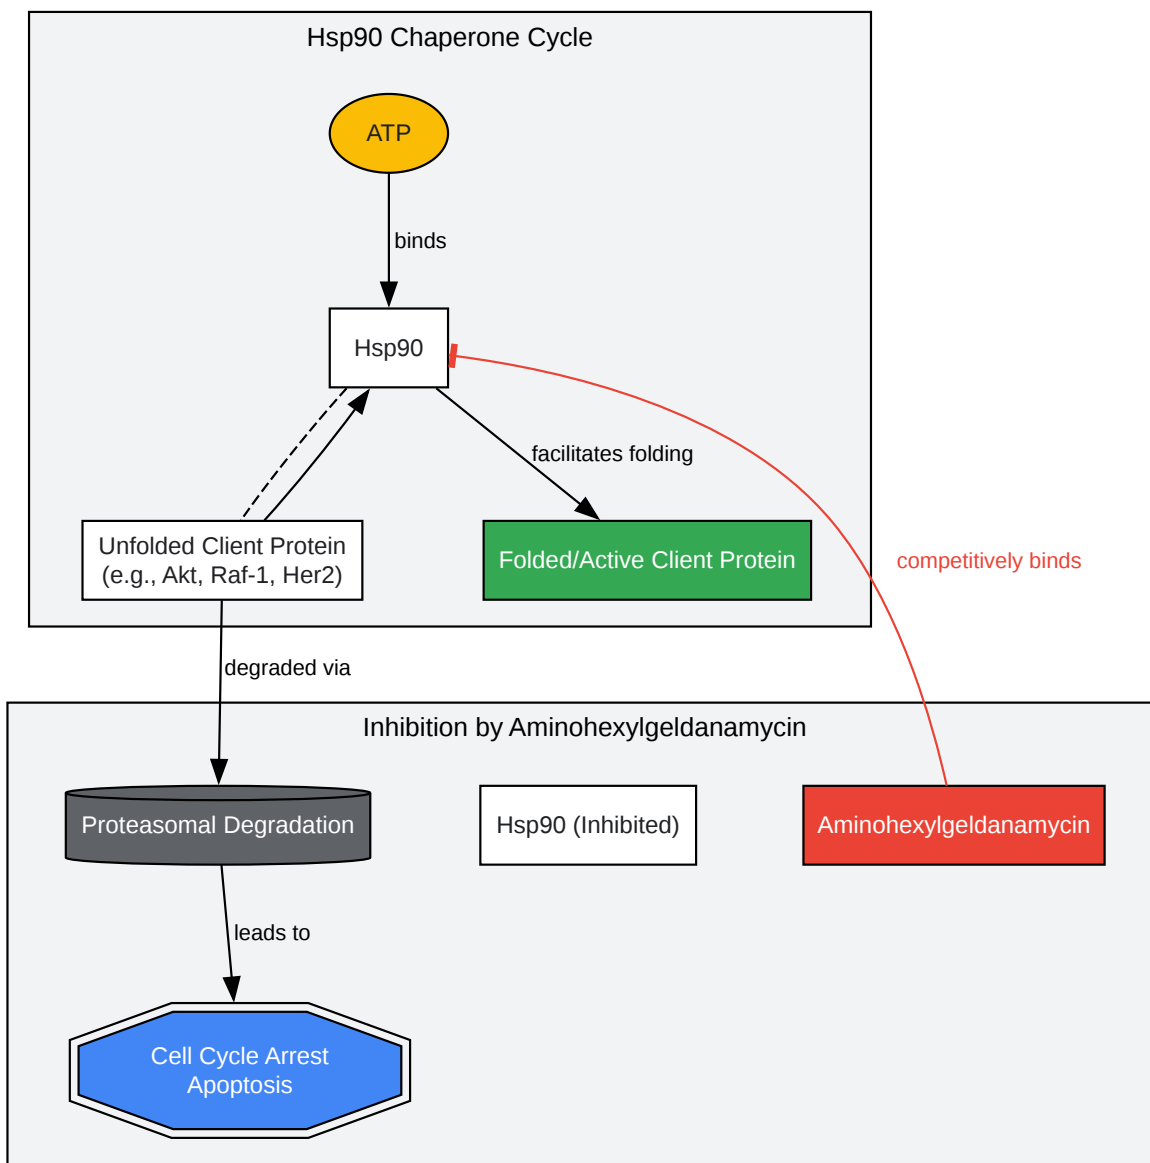 Hsp90 Chaperone Cycle
ATP
binds
Hsp90
facilitates folding
Unfolded Client Protein
(e.g., Akt, Raf-1, Her2)
Folded/Active Client Protein
competitively binds
degraded via
Inhibition by Aminohexylgeldanamycin
Proteasomal Degradation
Hsp90 (Inhibited)
Aminohexylgeldanamycin
leads to
Cell Cycle Arrest
Apoptosis